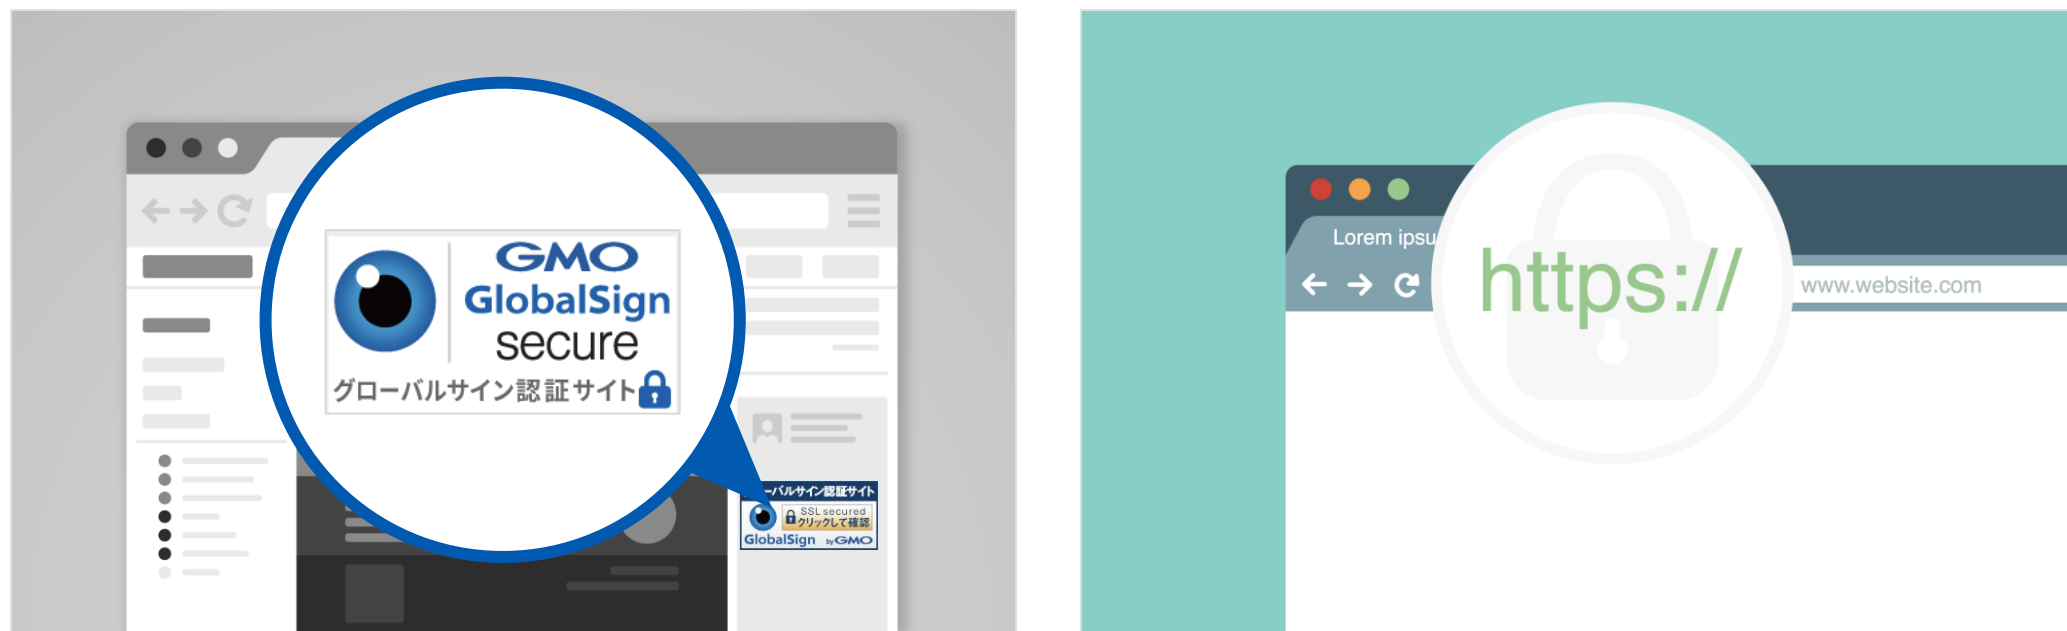 GMO
GlobalSign
secure
グローバルサイン認証サイト
ーバルサイン認証サイト
SSL secured
クリックして確認
GlobalSign by GMO
Lorem ipsu
https://
www.website.com